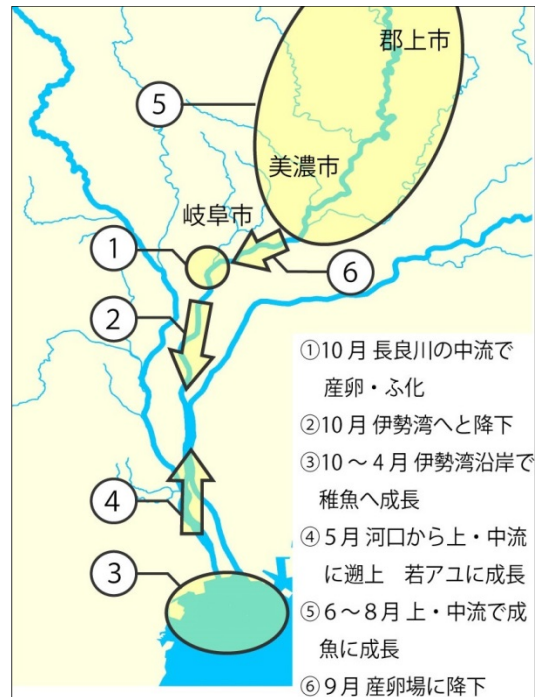 郡上市
⑤
美濃市
岐阜市
①
⑥
②
④
③
①10月 長良川の中流で
産卵・ふ化
②10月 伊勢湾へと降下
③10～4月 伊勢湾沿岸で
稚魚へ成長
④5月 河口から上・中流
に遡上 若アユに成長
⑤6～8月 上・中流で成
魚に成長
⑥9月 産卵場に降下